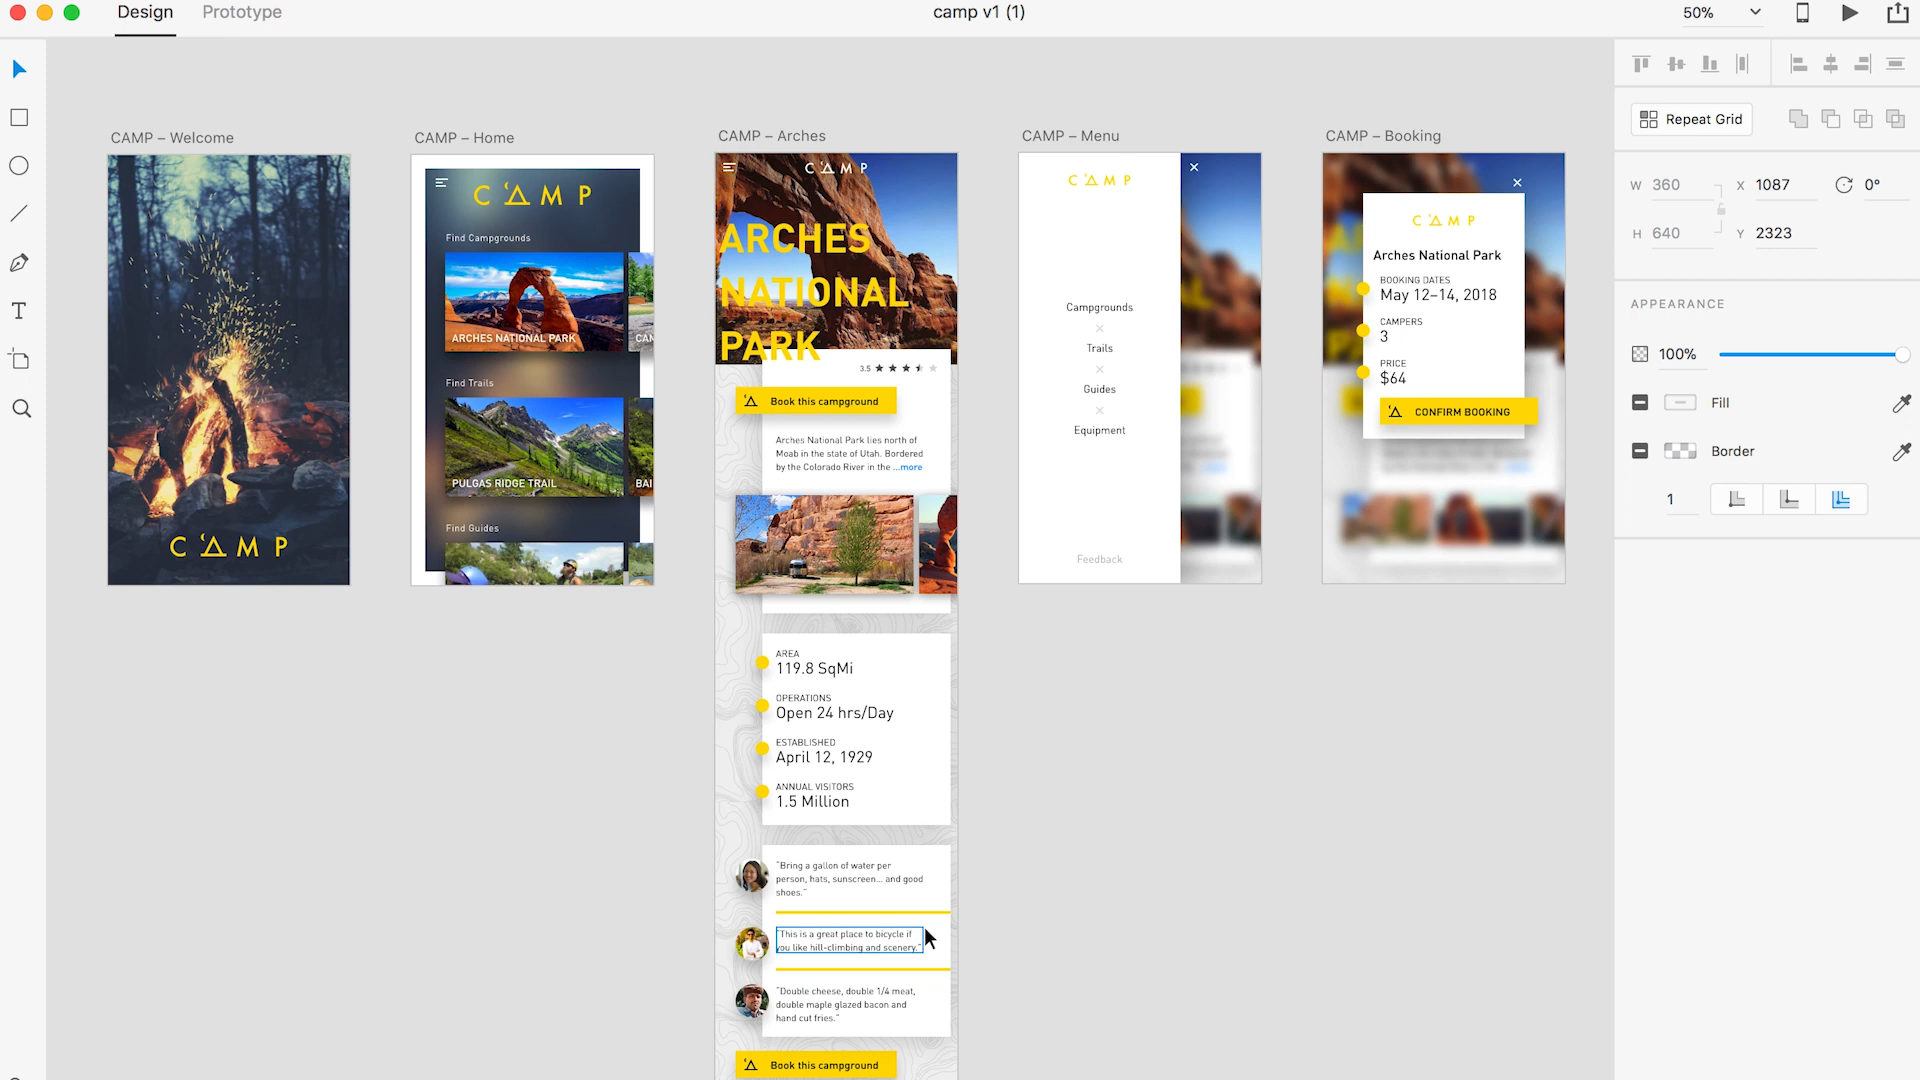 Design
Prototype
camp v1 (1)
50%
CAMP – Welcome
CAMP
CAMP – Home
CAMP
Find Campgrounds
ARCHES NATIONAL PARK
CAN
Find Trails
PULGAS RIDGE TRAIL
BAI
Find Guides
CAMP – Arches
CAMP
ARCHES
NATIONAL
PARK
3.5
Book this campground
Arches National Park lies north of
Moab in the state of Utah. Bordered
by the Colorado River in the ...more
AREA
119.8 SqMi
OPERATIONS
Open 24 hrs/Day
ESTABLISHED
April 12, 1929
ANNUAL VISITORS
1.5 Million
“Bring a gallon of water per
person, hats, sunscreen... and good
shoes.”
“This is a great place to bicycle if
you like hill-climbing and scenery.”
“Double cheese, double 1/4 meat,
double maple glazed bacon and
hand cut fries.”
Book this campground
CAMP – Menu
CAMP
Campgrounds
Trails
Guides
Equipment
Feedback
CAMP – Booking
CAMP
Arches National Park
BOOKING DATES
May 12–14, 2018
CAMPERS
3
PRICE
$64
CONFIRM BOOKING
Repeat Grid
W 360 X 1087 0°
H 640 Y 2323
APPEARANCE
100%
Fill
Border
1